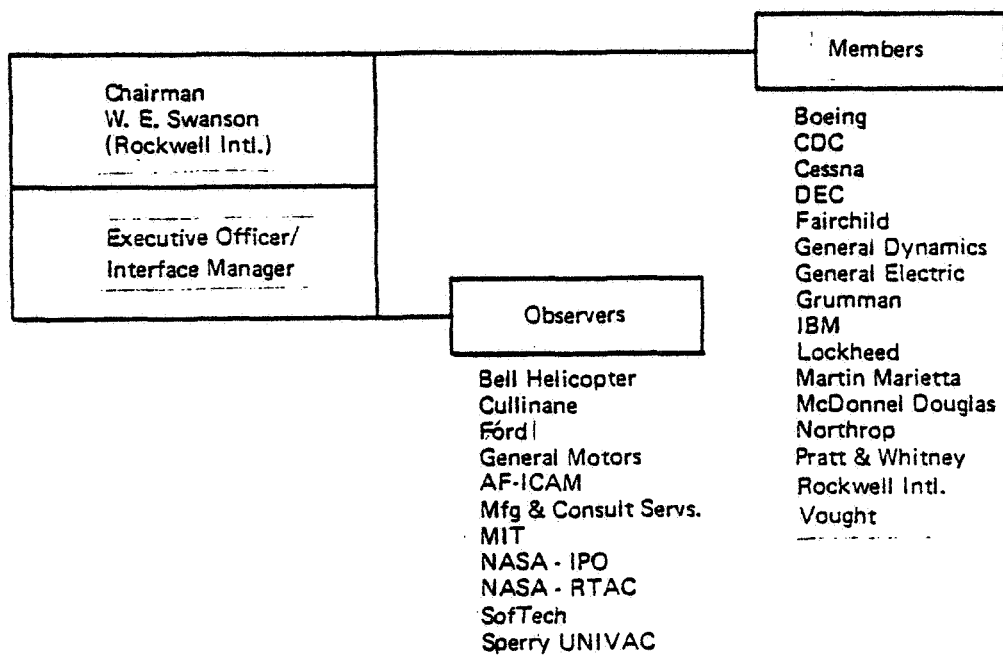 Members
Chairman
W. E. Swanson
(Rockwell Intl.)
Executive Officer/
Interface Manager
Boeing
CDC
Cessna
DEC
Fairchild
General Dynamics
General Electric
Grumman
IBM
Lockheed
Martin Marietta
McDonnel Douglas
Northrop
Pratt & Whitney
Rockwell Intl.
Vought
Observers
Bell Helicopter
Cullinane
Ford
General Motors
AF-ICAM
Mfg & Consult Servs.
MIT
NASA - IPO
NASA - RTAC
SofTech
Sperry UNIVAC